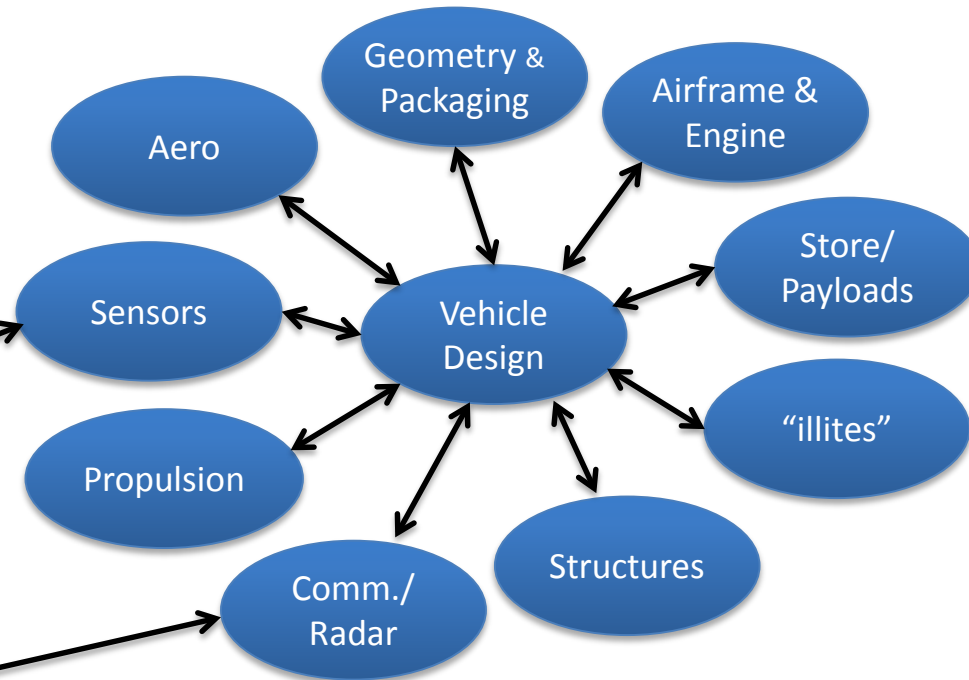 Geometry &
Packaging
Airframe &
Engine
Aero
Store/
Payloads
Sensors
Vehicle
Design
“illites”
Propulsion
Structures
Comm./
Radar